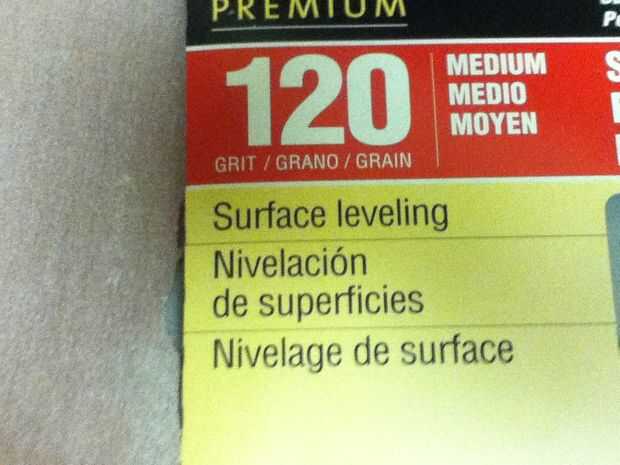 PREMIUM
120
GRIT / GRANO / GRAIN
MEDIUM
MEDIO
MOYEN
Surface leveling
Nivelación
de superficies
Nivelage de surface